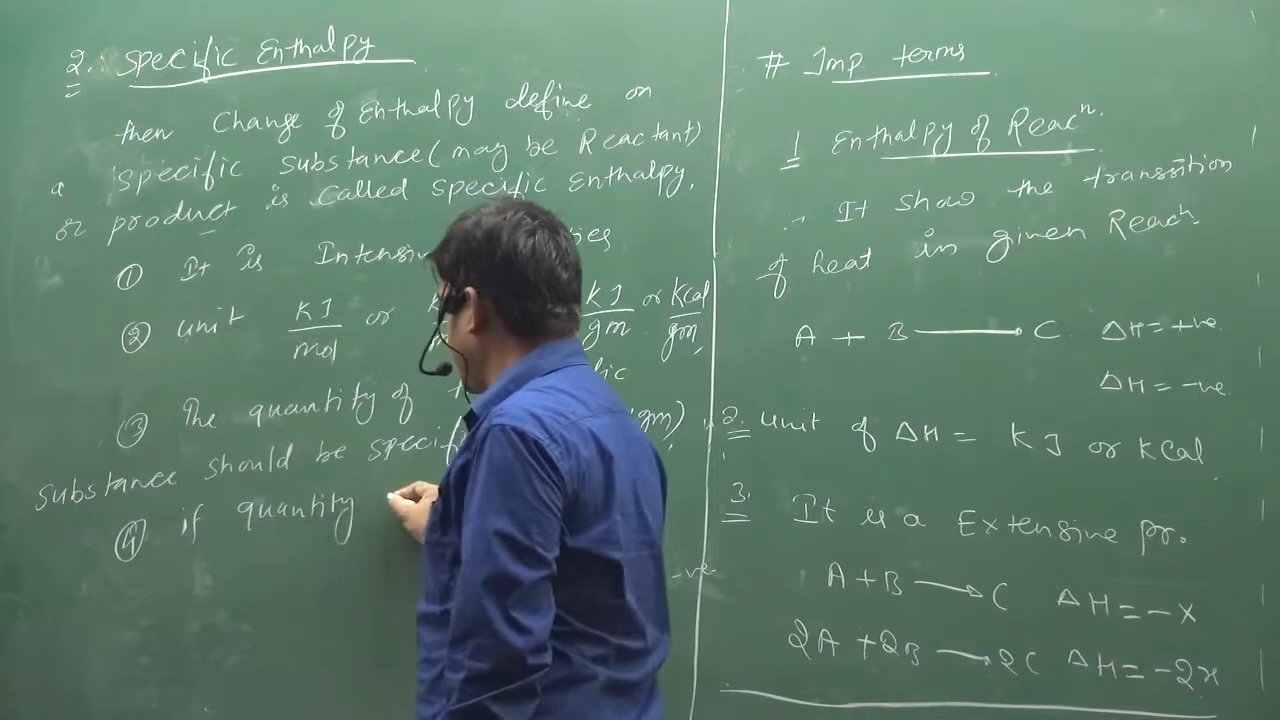 2. Specific Enthalpy
then Change of Enthalpy define on
a specific substance (may be Reactant)
or product is called specific Enthalpy.
① It is Intensi
② unit KJ/mol or KJ/gm or Kcal/gm,
③ The quantity of
substance should be specif gm)
④ if quantity
-ve
# Imp terms
1 Enthalpy of Reacⁿ.
∴ It show the transition
of heat in given Reacⁿ.
A + B ⟶ C ΔH = +ve
ΔH = -ve
2. unit of ΔH = KJ or Kcal
3. It is a Extensive pr.
A + B ⟶ C ΔH = -x
2A + 2B ⟶ 2C ΔH = -2x